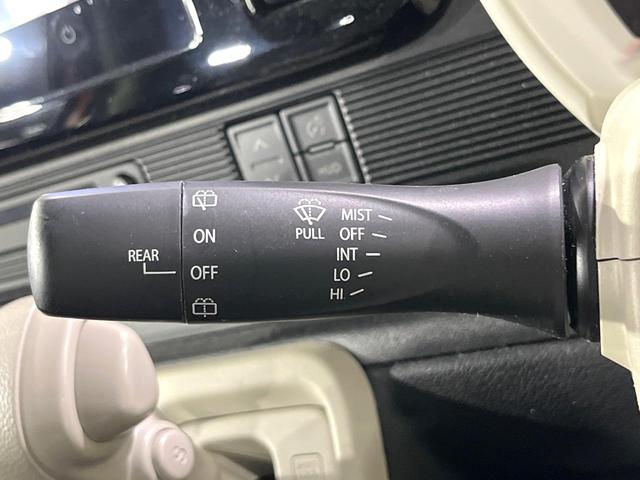 REAR
ON
OFF
PULL
MIST
OFF
INT
LO
HI